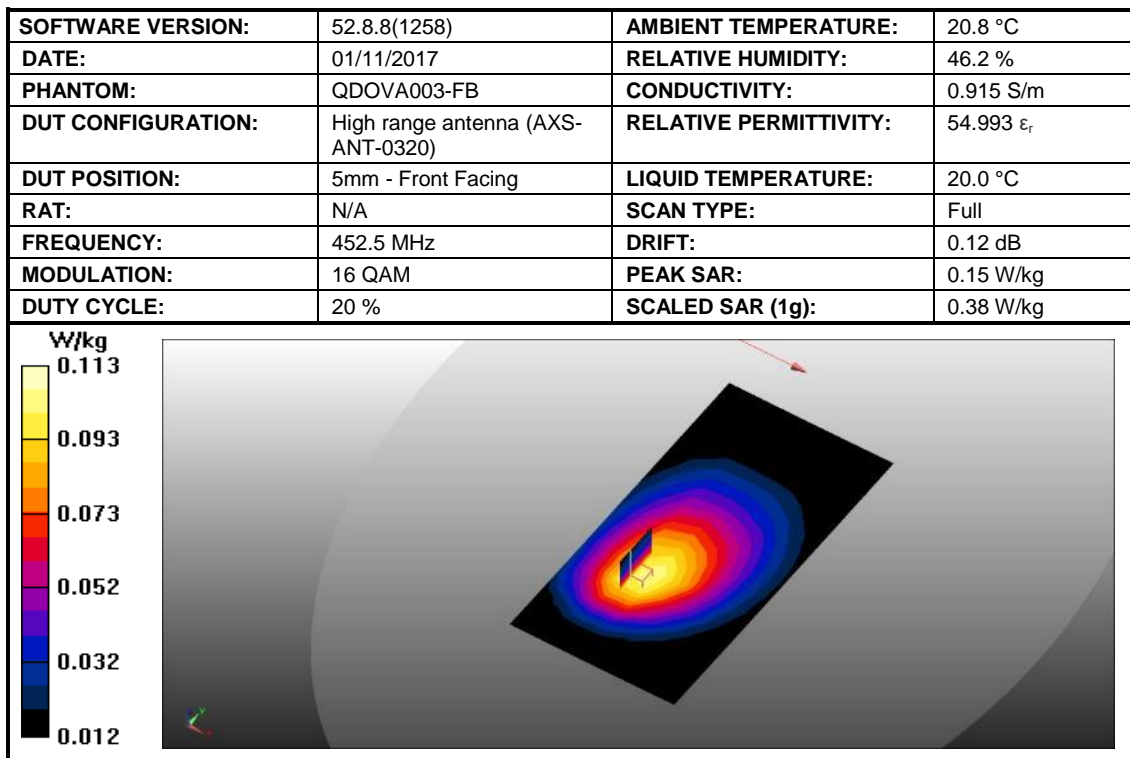 SOFTWARE VERSION: 52.8.8(1258) AMBIENT TEMPERATURE: 20.8 °C
DATE: 01/11/2017 RELATIVE HUMIDITY: 46.2 %
PHANTOM: QDOVA003-FB CONDUCTIVITY: 0.915 S/m
DUT CONFIGURATION: High range antenna (AXS- RELATIVE PERMITTIVITY: 54.993 εr
ANT-0320)
DUT POSITION: 5mm - Front Facing LIQUID TEMPERATURE: 20.0 °C
RAT: N/A SCAN TYPE: Full
FREQUENCY: 452.5 MHz DRIFT: 0.12 dB
MODULATION: 16 QAM PEAK SAR: 0.15 W/kg
DUTY CYCLE: 20 % SCALED SAR (1g): 0.38 W/kg
W/kg
0.113
0.093
0.073
0.052
0.032
0.012